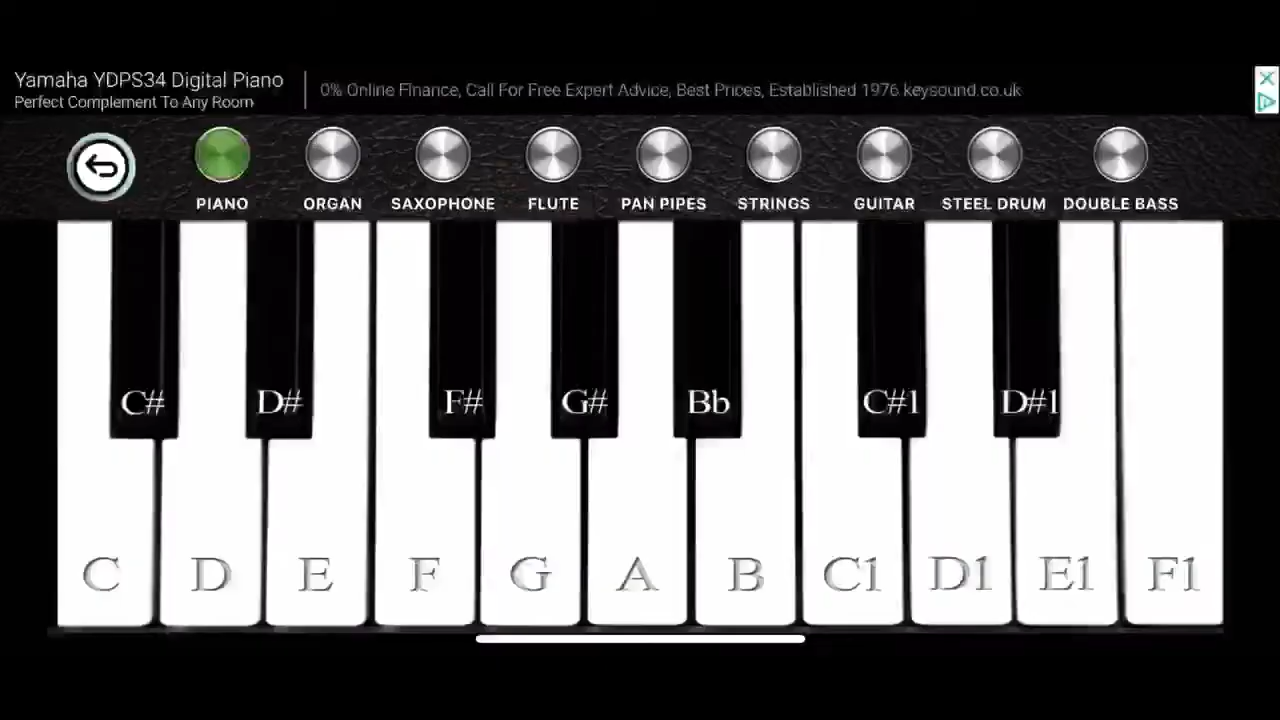 Yamaha YDPS34 Digital Piano
Perfect Complement To Any Room
0% Online Finance, Call For Free Expert Advice, Best Prices, Established 1976 keysound.co.uk
PIANO ORGAN SAXOPHONE FLUTE PAN PIPES STRINGS GUITAR STEEL DRUM DOUBLE BASS
C# D# F# G# Bb C#1 D#1
C D E F G A B C1 D1 E1 F1